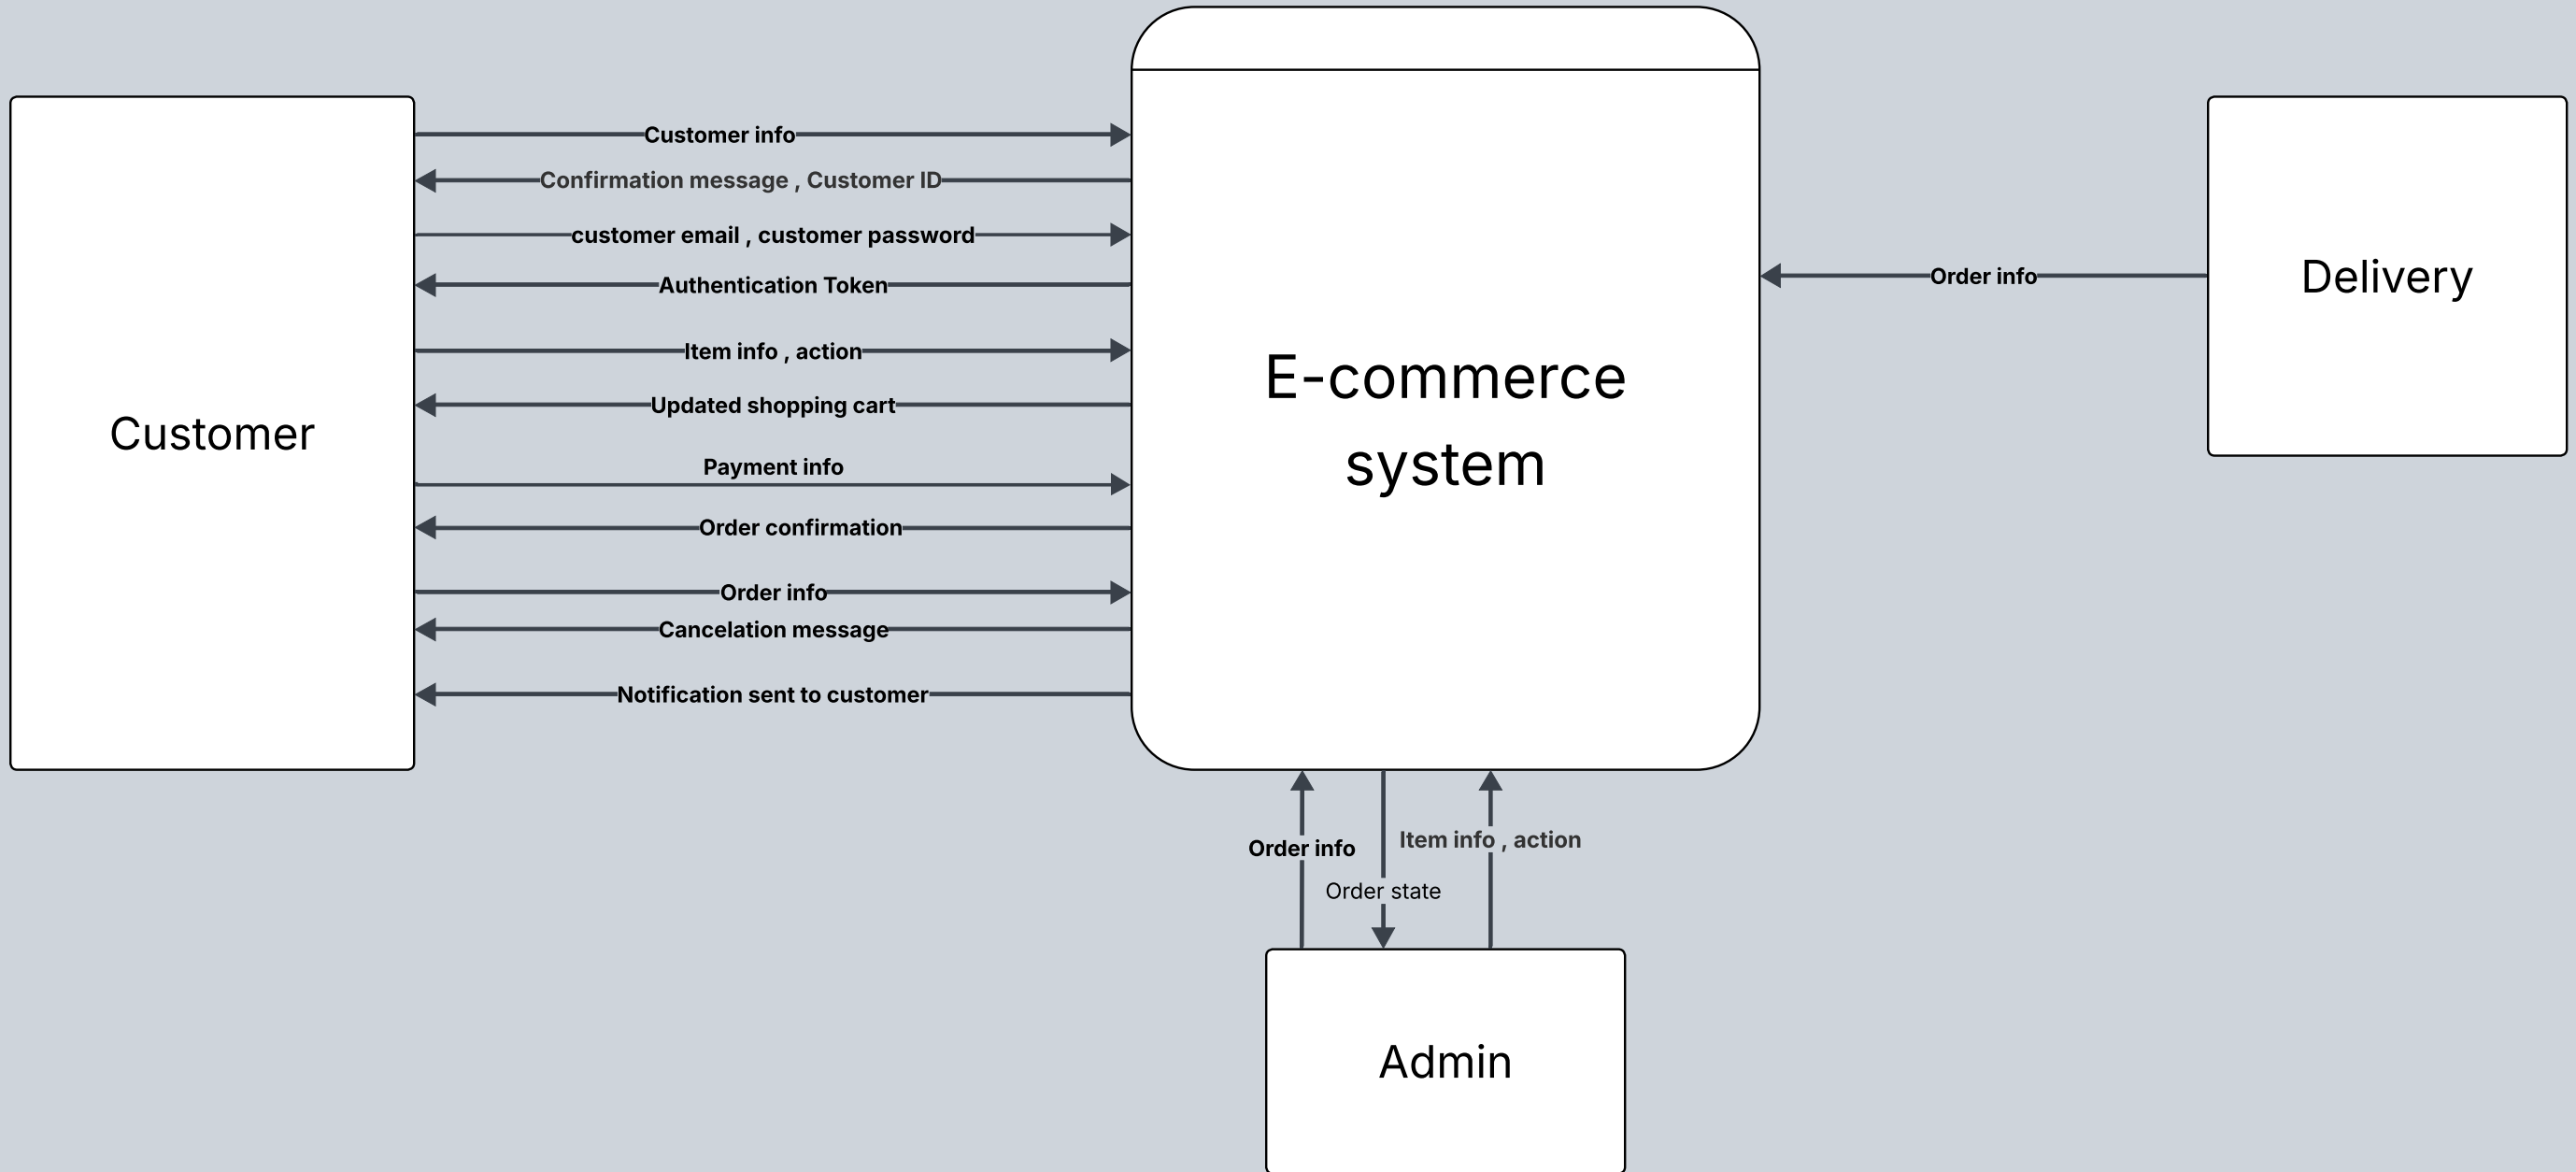 Customer
Customer info
Confirmation message , Customer ID
customer email , customer password
Authentication Token
Item info , action
Updated shopping cart
Payment info
Order confirmation
Order info
Cancelation message
Notification sent to customer
E-commerce
system
Order info
Delivery
Order info
Order state
Item info , action
Admin